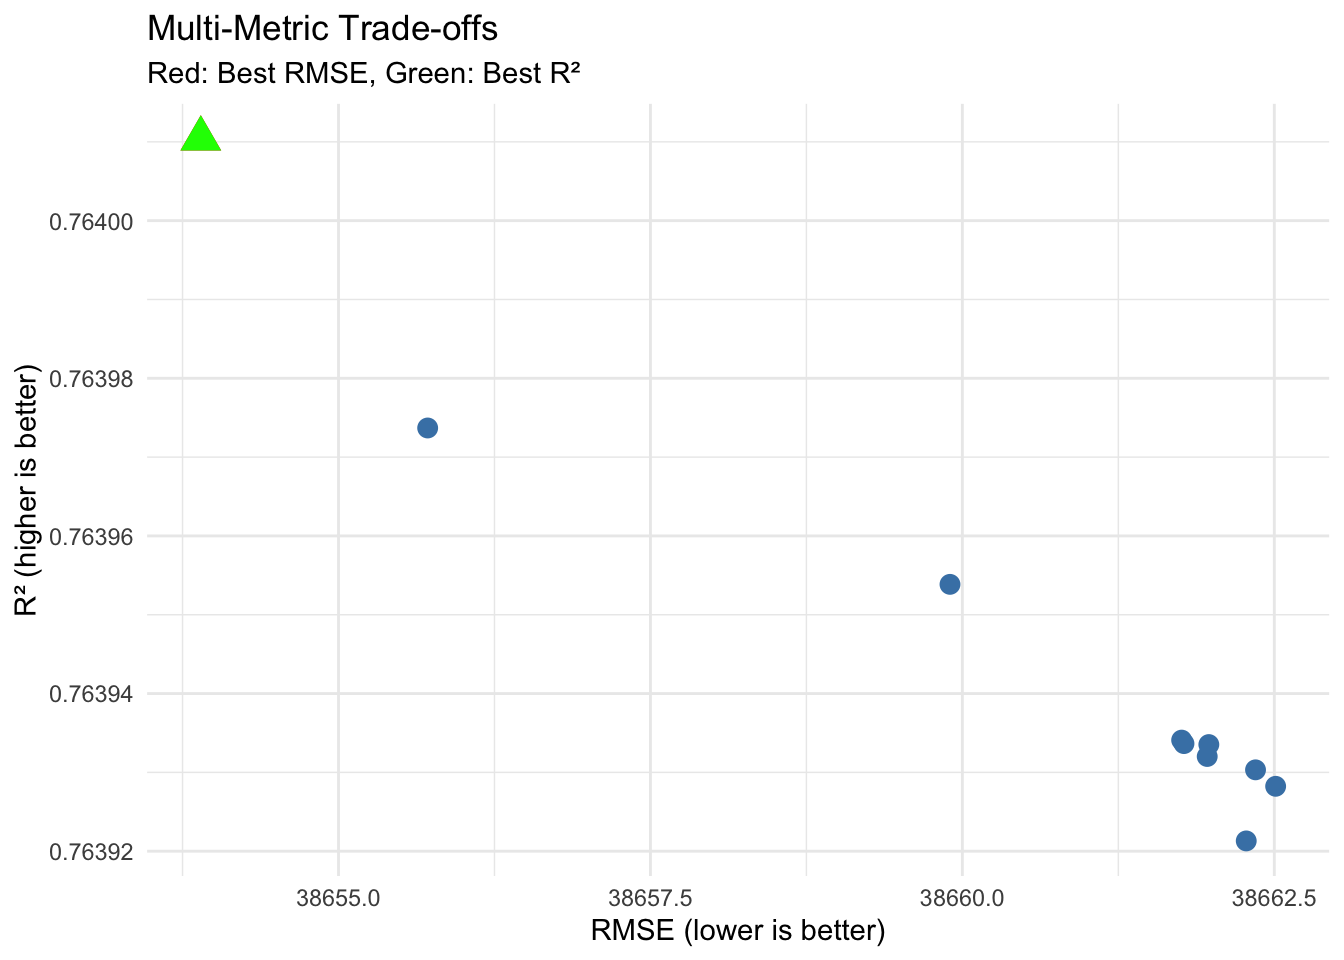 Multi-Metric Trade-offs
Red: Best RMSE, Green: Best R²
R² (higher is better)
0.76400
0.76398
0.76396
0.76394
0.76392
38655.0
38657.5
38660.0
38662.5
RMSE (lower is better)